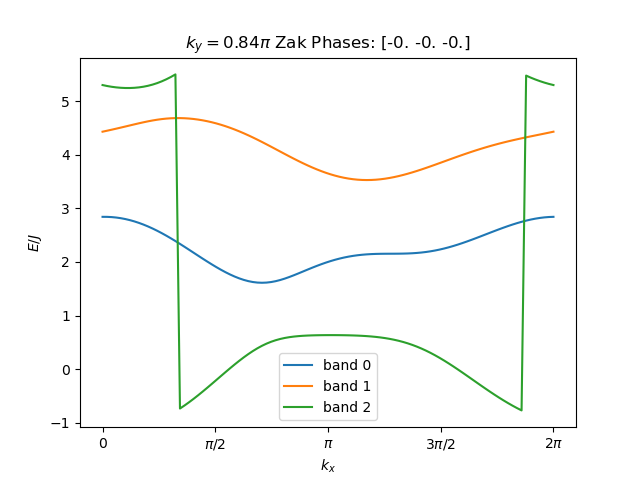 k_y = 0.84π Zak Phases: [-0. -0. -0.]
E/J
5
4
3
2
1
0
−1
band 0
band 1
band 2
0
π/2
π
3π/2
2π
k_x